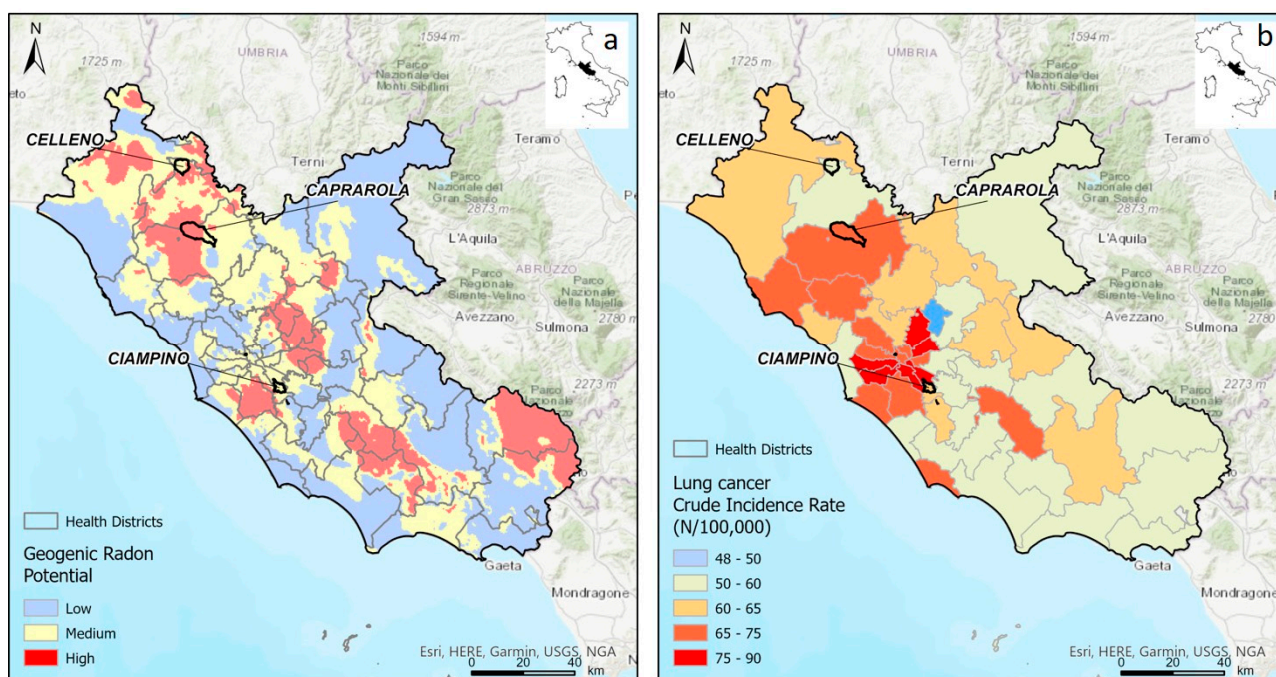 N
a
1725 m
UMBRIA
1594 m
Parco
Nazionale dei
Monti Sibillini
CELLENO
Terni
Teramo
CAPRAROLA
Parco
Nazionale del
Gran Sasso
2873 m
L'Aquila
ABRUZZO
Parco
Regionale
Sirente-Velino
Parco
Nazionale
della Majella
2780 m
Avezzano
Sulmona
CIAMPINO
2273 m
Parco
Nazionale
Health Districts
Geogenic Radon
Potential
Low
Medium
High
Gaeta
Mondragone
Esri, HERE, Garmin, USGS, NGA
0 20 40
km
N
b
1725 m
UMBRIA
1594 m
Parco
Nazionale dei
Monti Sibillini
CELLENO
Terni
Teramo
CAPRAROLA
Parco
Nazionale del
Gran Sasso
2873 m
L'Aquila
ABRUZZO
Parco
Regionale
Sirente-Velino
Parco
Nazionale
della Majella
2780 m
Avezzano
Sulmona
CIAMPINO
2273 m
Parco
Nazionale
Health Districts
Lung cancer
Crude Incidence Rate
(N/100,000)
48 - 50
50 - 60
60 - 65
65 - 75
75 - 90
Gaeta
Mondragone
Esri, HERE, Garmin, USGS, NGA
0 20 40
km